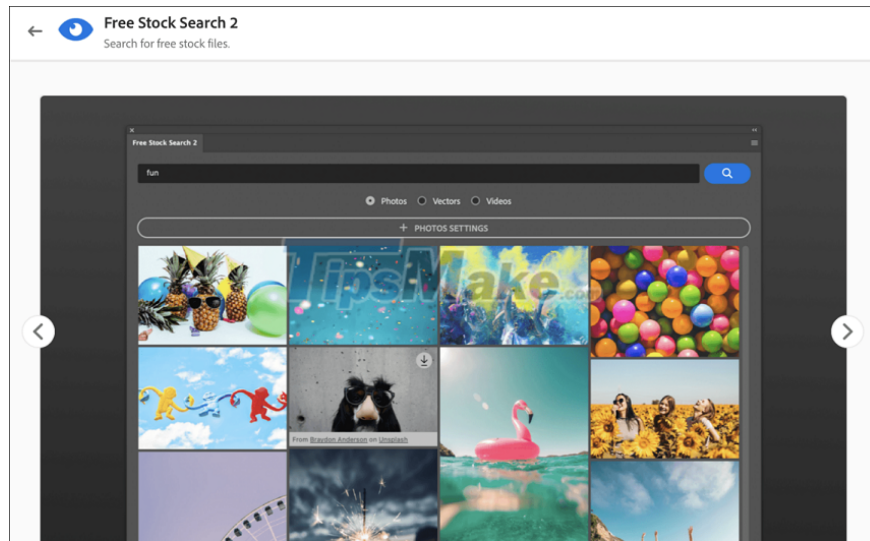 Free Stock Search 2
Search for free stock files.
Free Stock Search 2
fun
Photos Vectors Videos
+ PHOTOS SETTINGS
TipsMake.com
From Braydon Anderson on Unsplash